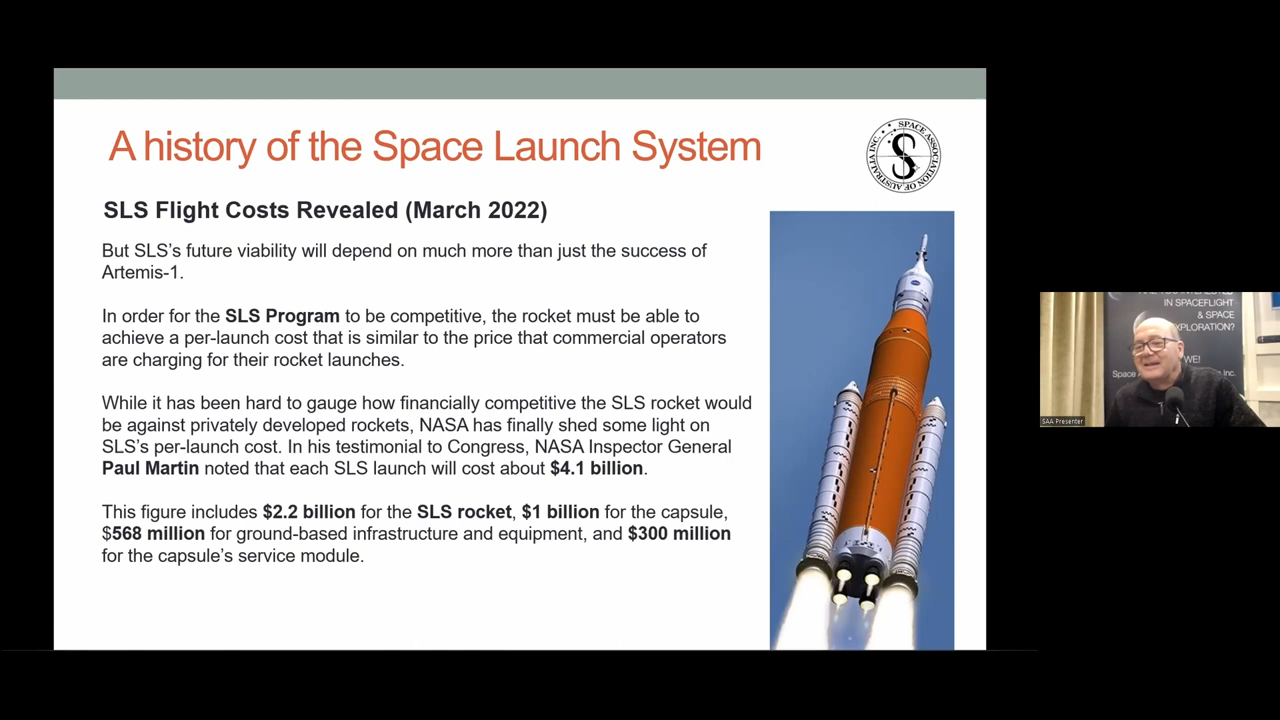 A history of the Space Launch System
SPACE ASSOCIATION OF AUSTRALIA INC.
SLS Flight Costs Revealed (March 2022)
But SLS’s future viability will depend on much more than just the success of
Artemis-1.
In order for the SLS Program to be competitive, the rocket must be able to
achieve a per-launch cost that is similar to the price that commercial operators
are charging for their rocket launches.
While it has been hard to gauge how financially competitive the SLS rocket would
be against privately developed rockets, NASA has finally shed some light on
SLS’s per-launch cost. In his testimonial to Congress, NASA Inspector General
Paul Martin noted that each SLS launch will cost about $4.1 billion.
This figure includes $2.2 billion for the SLS rocket, $1 billion for the capsule,
$568 million for ground-based infrastructure and equipment, and $300 million
for the capsule’s service module.
IN SPACEFLIGHT
& SPACE
WE!
Space
Inc.
SAA Presenter